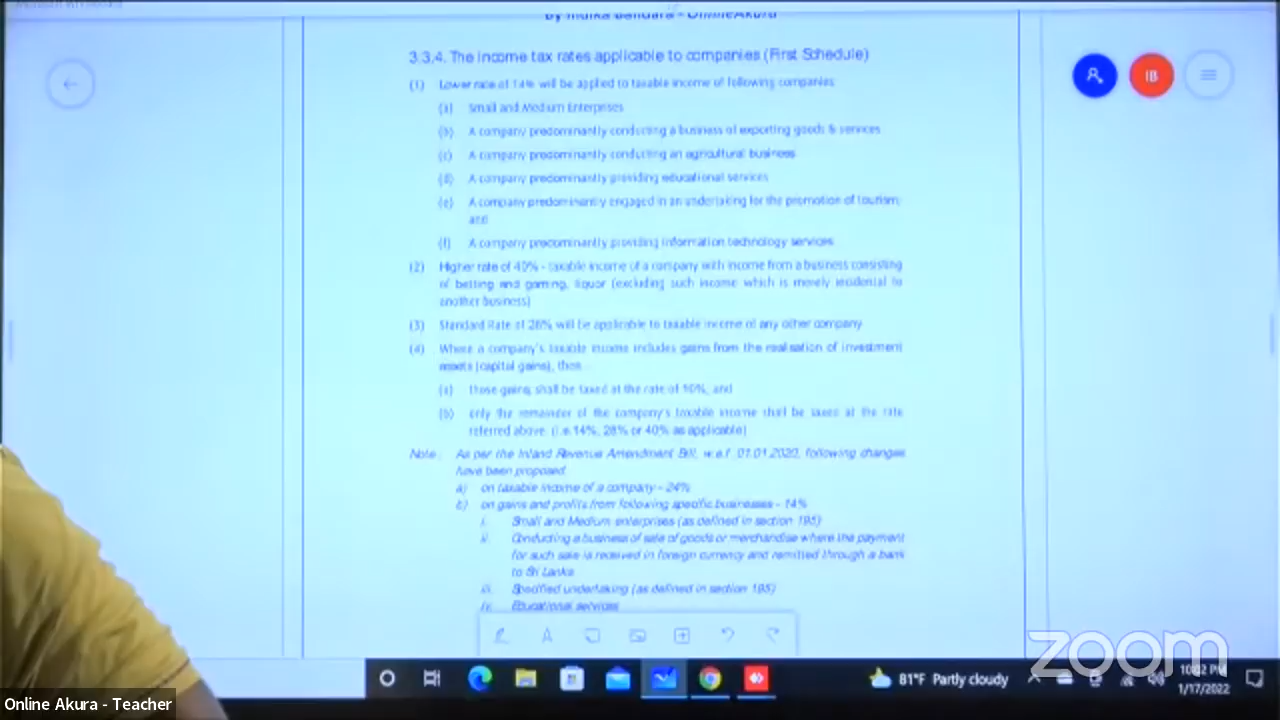 By Indika Bandara - OnlineAkura
3.3.4. The income tax rates applicable to companies (First Schedule)
(1) Lower rate of 14% will be applied to taxable income of following companies
(a) Small and Medium Enterprises
(b) A company predominantly conducting a business of exporting goods & services
(c) A company predominantly conducting an agricultural business
(d) A company predominantly providing educational services
(e) A company predominantly engaged in an undertaking for the promotion of tourism;
and
(f) A company predominantly providing information technology services
(2) Higher rate of 40% - taxable income of a company with income from a business consisting
of betting and gaming, liquor (excluding such income which is merely incidental to
another business)
(3) Standard Rate of 28% will be applicable to taxable income of any other company
(4) Where a company's taxable income includes gains from the realisation of investment
assets (capital gains), then
(a) those gains shall be taxed at the rate of 10%, and
(b) only the remainder of the company's taxable income shall be taxed at the rate
referred above. (i.e.14%, 28% or 40% as applicable)
Note: As per the Inland Revenue Amendment Bill, w.e.f. 01.01.2020, following changes
have been proposed.
a) on taxable income of a company - 24%
b) on gains and profits from following specific businesses - 14%
i. Small and Medium enterprises (as defined in section 195)
ii. Conducting a business of sale of goods or merchandise where the payment
for such sale is received in foreign currency and remitted through a bank
to Sri Lanka
iii. Specified undertaking (as defined in section 195)
iv. Educational services
IB
zoom
81°F Partly cloudy
10:02 PM
1/17/2022
Online Akura - Teacher